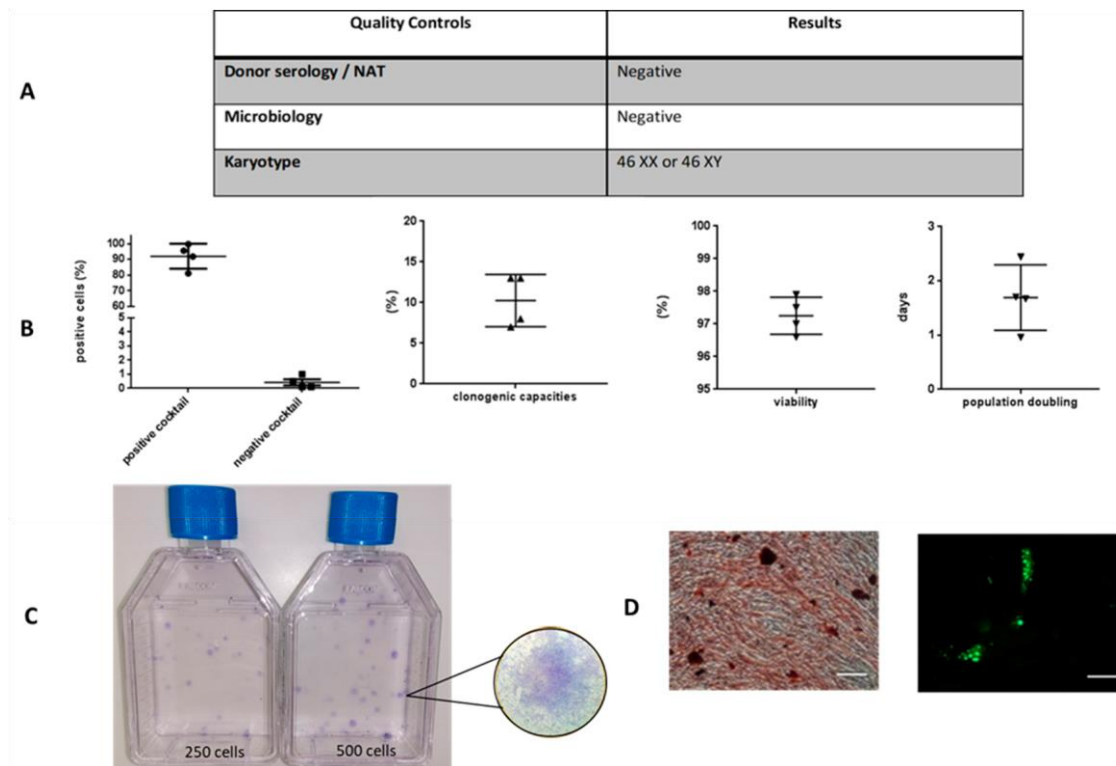 A
Quality Controls
Results
Donor serology / NAT
Negative
Microbiology
Negative
Karyotype
46 XX or 46 XY
B
positive cells (%)
100
90
80
70
60
5
4
3
2
1
0
positive cocktail
negative cocktail
(%)
20
15
10
5
0
clonogenic capacities
(%)
100
99
98
97
96
95
viability
days
3
2
1
0
population doubling
C
250 cells
500 cells
D